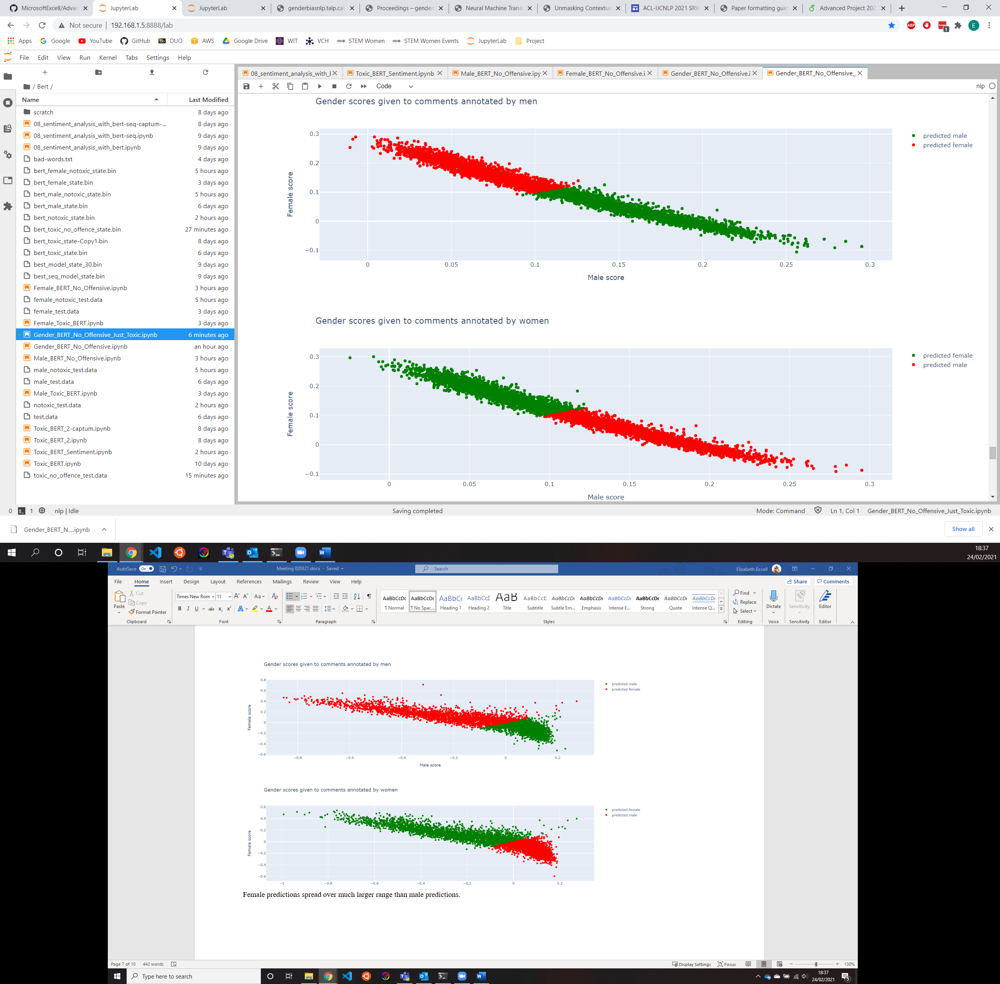 MicrosoftExcell/Advan
JupyterLab
JupyterLab
genderbiasnlp.talp.cat
Proceedings – gender
Neural Machine Transl
Unmasking Contextua
ACL-IJCNLP 2021 SRW
Paper formatting guid
Advanced Project 202
Not secure | 192.168.1.5:8888/lab
Apps Google YouTube GitHub DUO AWS Google Drive WIT VCH STEM Women STEM Women Events JupyterLab Project
File Edit View Run Kernel Tabs Settings Help
08_sentiment_analysis_with_b Toxic_BERT_Sentiment.ipynb Male_BERT_No_Offensive.ipy Female_BERT_No_Offensive.i Gender_BERT_No_Offensive.i Gender_BERT_No_Offensive_
Code
nlp
/ Bert /
Name Last Modified
scratch 8 days ago
08_sentiment_analysis_with_bert-seq-captum-... 8 days ago
08_sentiment_analysis_with_bert-seq.ipynb 9 days ago
08_sentiment_analysis_with_bert.ipynb 9 days ago
bad-words.txt 4 days ago
bert_female_notoxic_state.bin 5 hours ago
bert_female_state.bin 3 days ago
bert_male_notoxic_state.bin 5 hours ago
bert_male_state.bin 6 days ago
bert_notoxic_state.bin 2 hours ago
bert_toxic_no_offence_state.bin 27 minutes ago
bert_toxic_state-Copy1.bin 8 days ago
bert_toxic_state.bin 6 days ago
best_model_state_30.bin 9 days ago
best_seq_model_state.bin 9 days ago
Female_BERT_No_Offensive.ipynb 3 hours ago
female_notoxic_test.data 5 hours ago
female_test.data 3 days ago
Female_Toxic_BERT.ipynb 3 days ago
Gender_BERT_No_Offensive_Just_Toxic.ipynb 6 minutes ago
Gender_BERT_No_Offensive.ipynb an hour ago
Male_BERT_No_Offensive.ipynb 3 hours ago
male_notoxic_test.data 5 hours ago
male_test.data 6 days ago
Male_Toxic_BERT.ipynb 3 days ago
notoxic_test.data 2 hours ago
test.data 6 days ago
Toxic_BERT_2-captum.ipynb 8 days ago
Toxic_BERT_2.ipynb 8 days ago
Toxic_BERT_Sentiment.ipynb 2 hours ago
Toxic_BERT.ipynb 10 days ago
toxic_no_offence_test.data 15 minutes ago
Gender scores given to comments annotated by men
predicted male
predicted female
0.3
0.2
0.1
0
−0.1
Female score
0 0.05 0.1 0.15 0.2 0.25 0.3
Male score
Gender scores given to comments annotated by women
predicted female
predicted male
0.3
0.2
0.1
0
−0.1
Female score
0 0.05 0.1 0.15 0.2 0.25 0.3
Male score
0 1 nlp | Idle Saving completed Mode: Command Ln 1, Col 1 Gender_BERT_No_Offensive_Just_Toxic.ipynb
Gender_BERT_N....ipynb Show all
18:37
24/02/2021
AutoSave On Meeting 020321.docx - Saved Search Elizabeth Excell
File Home Insert Design Layout References Mailings Review View Help Share Comments
Paste Cut Copy Format Painter
Times New Rom 11
AaBbCcDc AaBbCcDc AaBbCc AaBbCcD AaB AaBbCcD AaBbCcDc AaBbCcDc AaBbCcDc AaBbCcDc AaBbCcDc AaBbCcDc
¶ Normal ¶ No Spac... Heading 1 Heading 2 Title Subtitle Subtle Em... Emphasis Intense E... Strong Quote Intense Q...
Find Replace Select
Dictate Sensitivity Editor
Clipboard Font Paragraph Styles Editing Voice Sensitivity Editor
Gender scores given to comments annotated by men
predicted male
predicted female
0.8
0.6
0.4
0.2
0
−0.2
−0.4
−0.6
Female score
−0.8 −0.6 −0.4 −0.2 0 0.2
Male score
Gender scores given to comments annotated by women
predicted female
predicted male
0.6
0.4
0.2
0
−0.2
−0.4
−0.6
Female score
−1 −0.8 −0.6 −0.4 −0.2 0 0.2
Female predictions spread over much larger range than male predictions.
Page 7 of 10 442 words Display Settings Focus 130%
Type here to search
18:37
24/02/2021
5